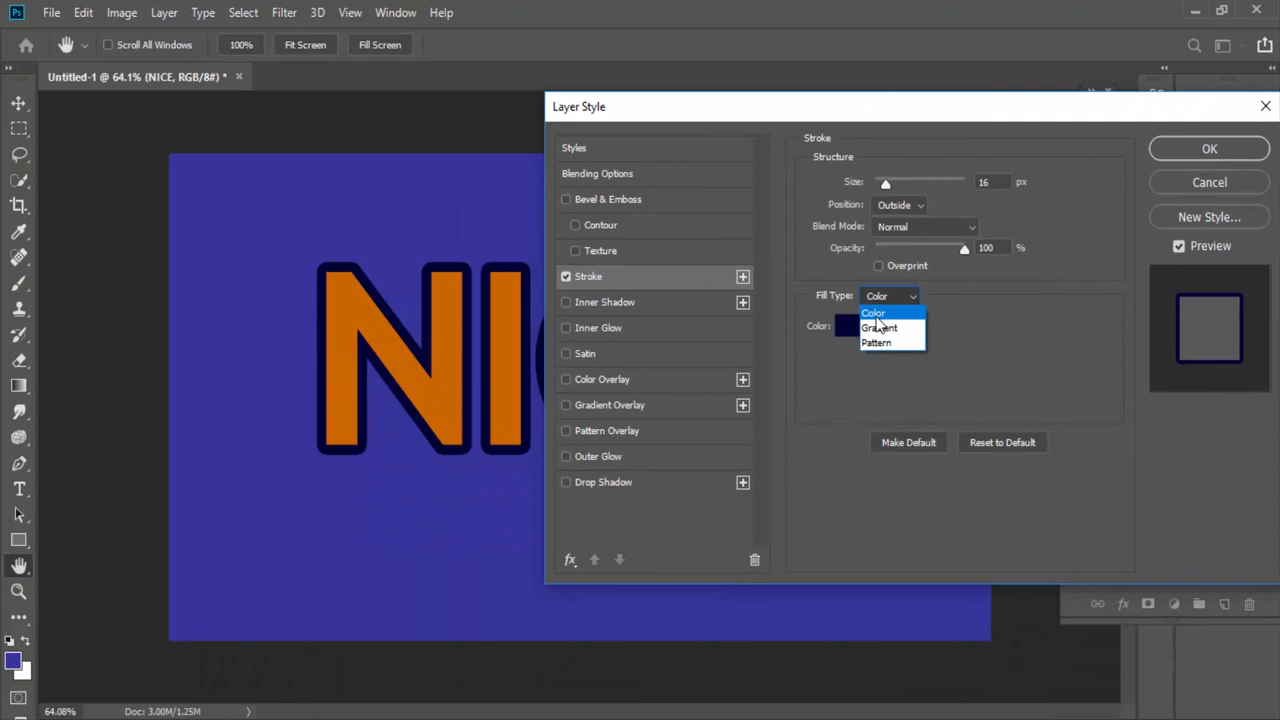 Ps File Edit Image Layer Type Select Filter 3D View Window Help
Scroll All Windows 100% Fit Screen Fill Screen
Untitled-1 @ 64.1% (NICE, RGB/8#) * ×
Layer Style
Styles
Blending Options
Bevel & Emboss
Contour
Texture
Stroke
Inner Shadow
Inner Glow
Satin
Color Overlay
Gradient Overlay
Pattern Overlay
Outer Glow
Drop Shadow
fx
Stroke
Structure
Size: 16 px
Position: Outside
Blend Mode: Normal
Opacity: 100 %
Overprint
Fill Type: Color
Color
Gradient
Pattern
Color:
Make Default Reset to Default
OK
Cancel
New Style...
Preview
NI
fx
64.08% Doc: 3.00M/1.25M